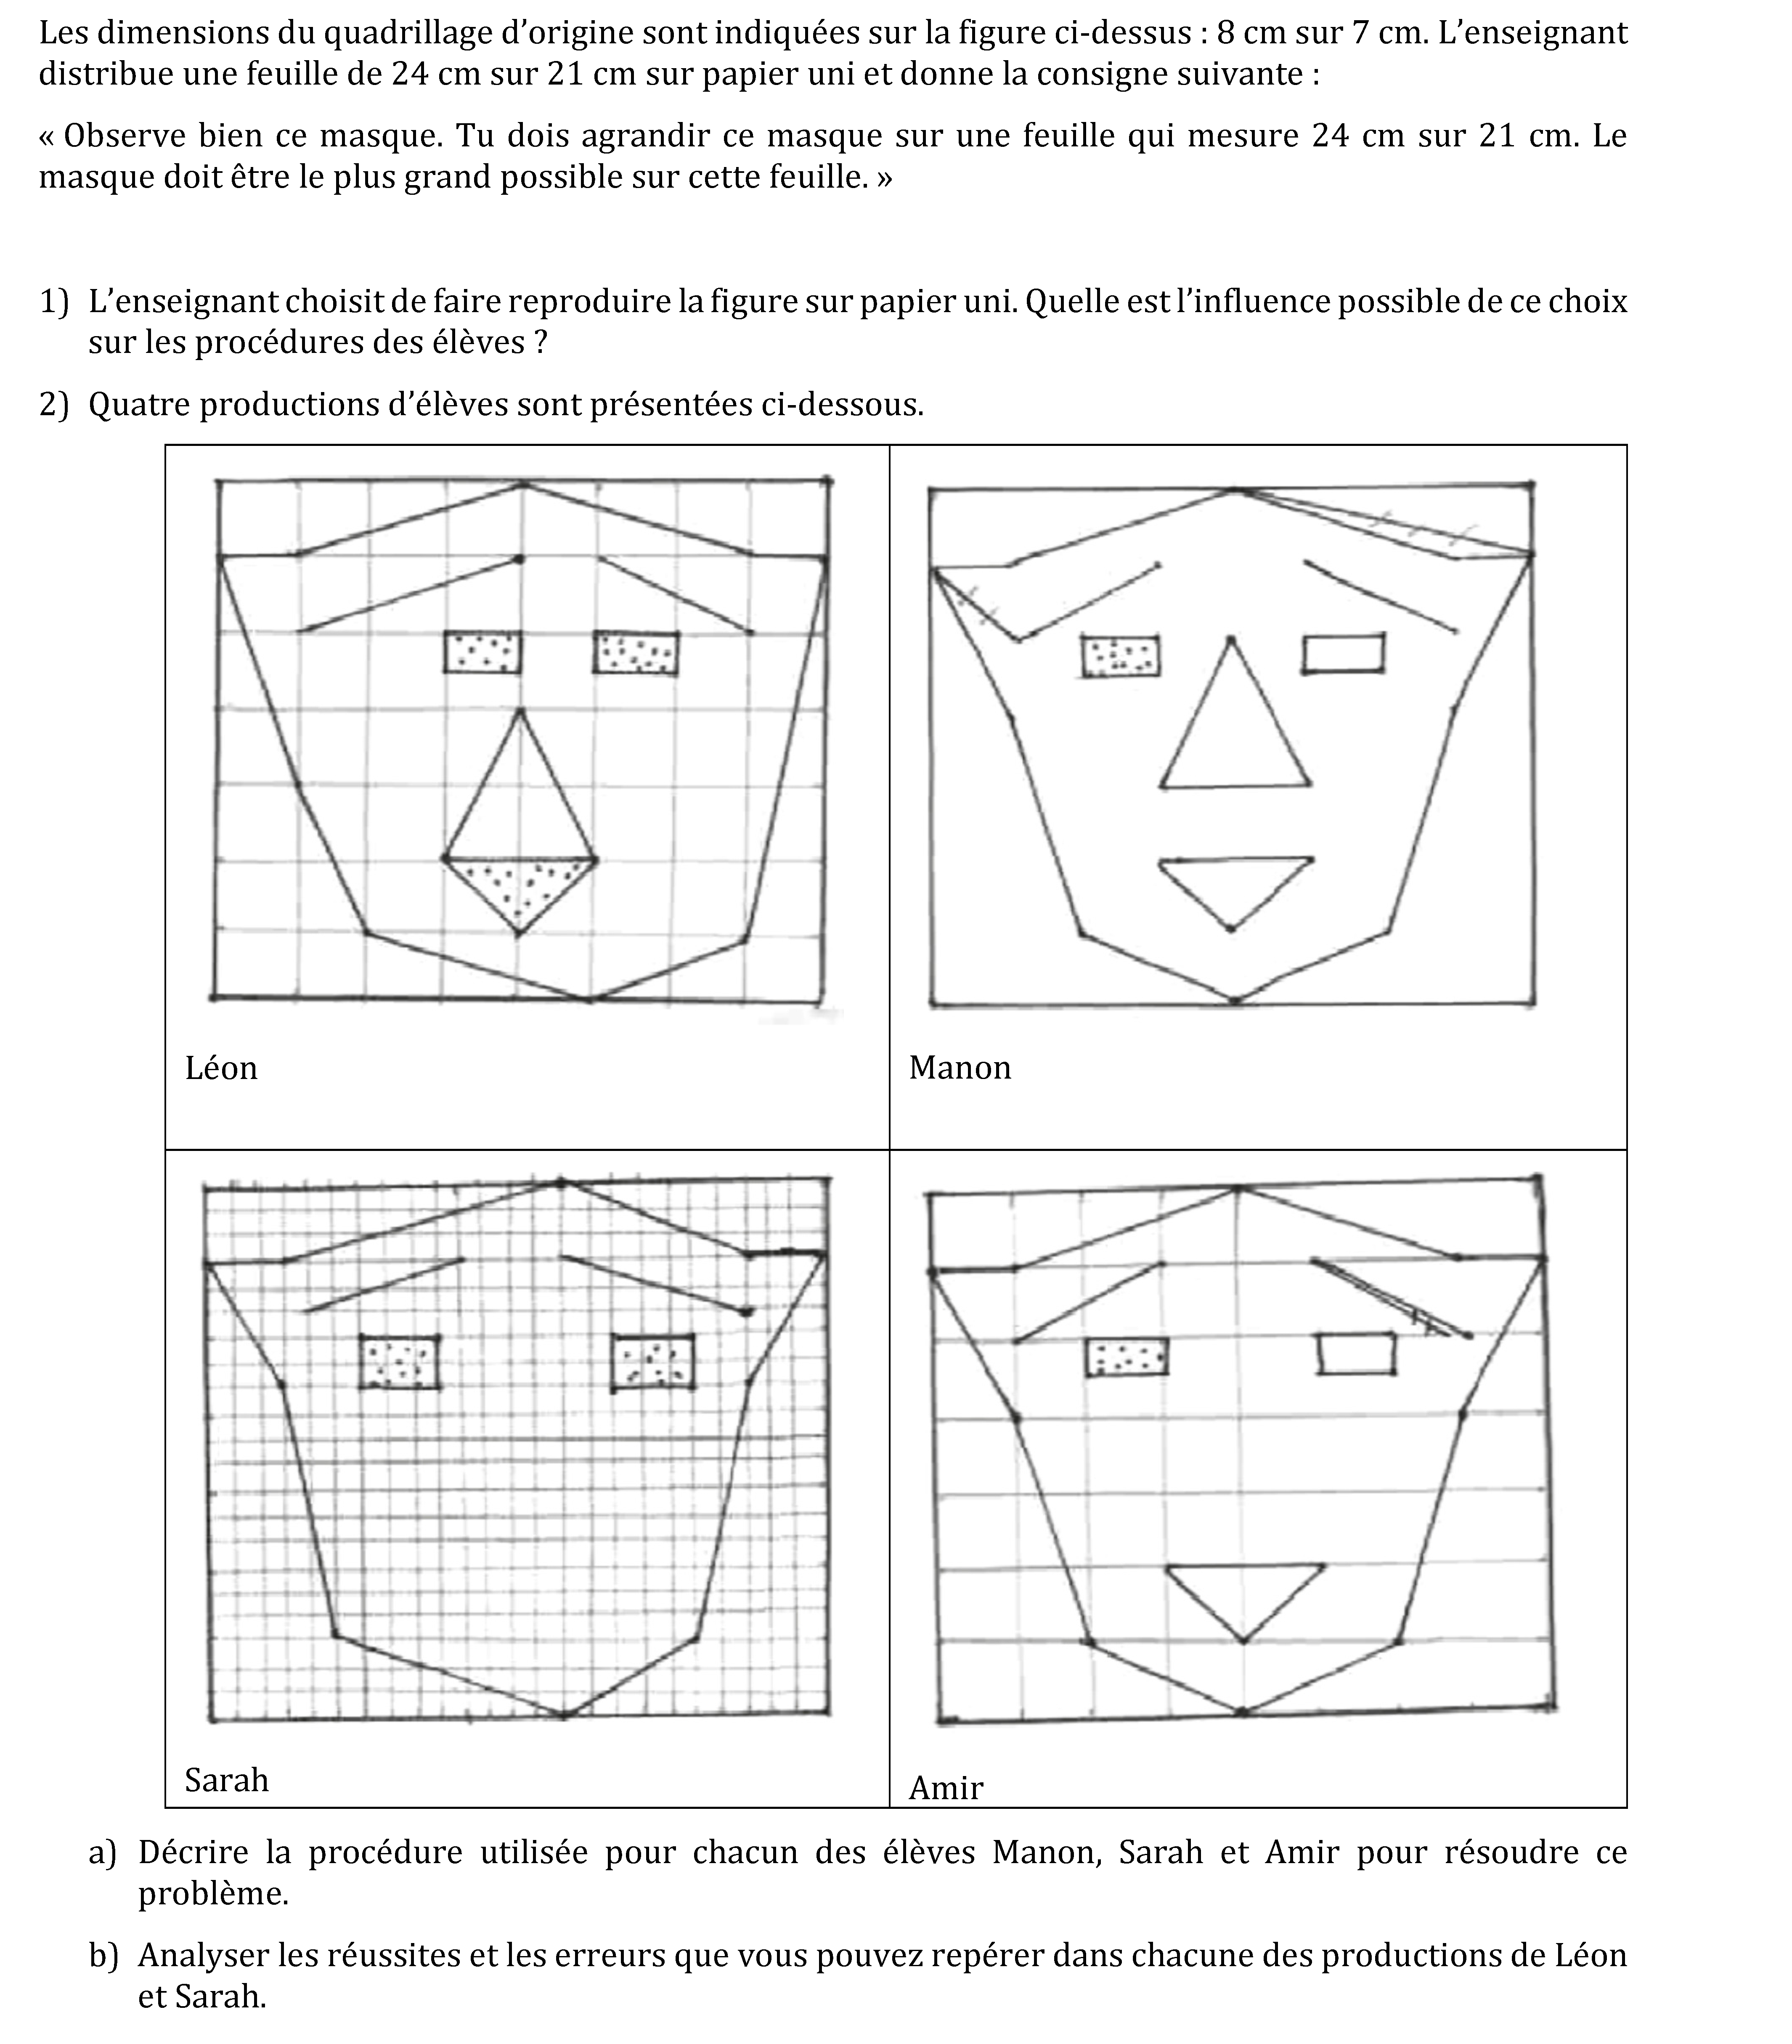 Les dimensions du quadrillage d’origine sont indiquées sur la figure ci-dessus : 8 cm sur 7 cm. L’enseignant
distribue une feuille de 24 cm sur 21 cm sur papier uni et donne la consigne suivante :
« Observe bien ce masque. Tu dois agrandir ce masque sur une feuille qui mesure 24 cm sur 21 cm. Le
masque doit être le plus grand possible sur cette feuille. »
1) L’enseignant choisit de faire reproduire la figure sur papier uni. Quelle est l’influence possible de ce choix
sur les procédures des élèves ?
2) Quatre productions d’élèves sont présentées ci-dessous.
Léon
Manon
Sarah
Amir
a) Décrire la procédure utilisée pour chacun des élèves Manon, Sarah et Amir pour résoudre ce
problème.
b) Analyser les réussites et les erreurs que vous pouvez repérer dans chacune des productions de Léon
et Sarah.